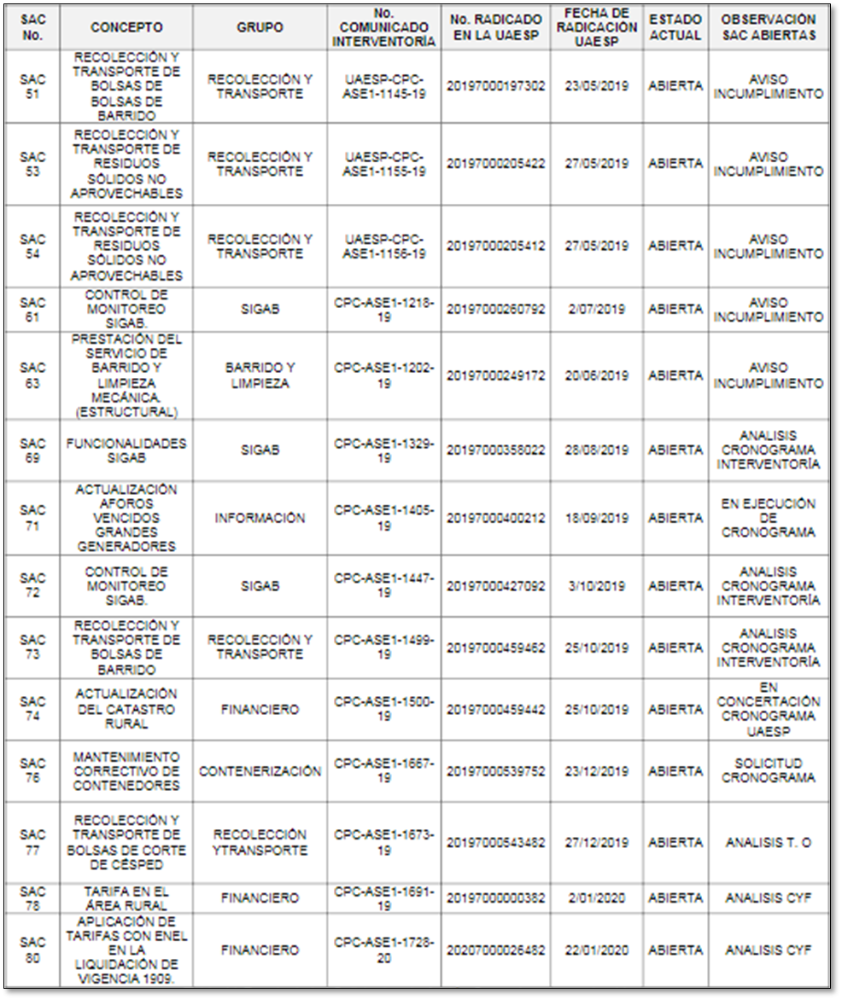 SAC No.
CONCEPTO
GRUPO
No. COMUNICADO INTERVENTORÍA
No. RADICADO EN LA UAESP
FECHA DE RADICACIÓN UAESP
ESTADO ACTUAL
OBSERVACIÓN SAC ABIERTAS
SAC 51
RECOLECCIÓN Y TRANSPORTE DE BOLSAS DE BOLSAS DE BARRIDO
RECOLECCIÓN Y TRANSPORTE
UAESP-CPC-ASE1-1145-19
20197000197302
23/05/2019
ABIERTA
AVISO INCUMPLIMIENTO
SAC 53
RECOLECCIÓN Y TRANSPORTE DE RESIDUOS SÓLIDOS NO APROVECHABLES
RECOLECCIÓN Y TRANSPORTE
UAESP-CPC-ASE1-1155-19
20197000205422
27/05/2019
ABIERTA
AVISO INCUMPLIMIENTO
SAC 54
RECOLECCIÓN Y TRANSPORTE DE RESIDUOS SÓLIDOS NO APROVECHABLES
RECOLECCIÓN Y TRANSPORTE
UAESP-CPC-ASE1-1156-19
20197000205412
27/05/2019
ABIERTA
AVISO INCUMPLIMIENTO
SAC 61
CONTROL DE MONITOREO SIGAB.
SIGAB
CPC-ASE1-1218-19
20197000260792
2/07/2019
ABIERTA
AVISO INCUMPLIMIENTO
SAC 63
PRESTACIÓN DEL SERVICIO DE BARRIDO Y LIMPIEZA MECÁNICA. (ESTRUCTURAL)
BARRIDO Y LIMPIEZA
CPC-ASE1-1202-19
20197000249172
20/06/2019
ABIERTA
AVISO INCUMPLIMIENTO
SAC 69
FUNCIONALIDADES SIGAB
SIGAB
CPC-ASE1-1329-19
20197000358022
28/08/2019
ABIERTA
ANALISIS CRONOGRAMA INTERVENTORÍA
SAC 71
ACTUALIZACIÓN AFOROS VENCIDOS GRANDES GENERADORES
INFORMACIÓN
CPC-ASE1-1405-19
20197000400212
18/09/2019
ABIERTA
EN EJECUCIÓN DE CRONOGRAMA
SAC 72
CONTROL DE MONITOREO SIGAB.
SIGAB
CPC-ASE1-1447-19
20197000427092
3/10/2019
ABIERTA
ANALISIS CRONOGRAMA INTERVENTORÍA
SAC 73
RECOLECCIÓN Y TRANSPORTE DE BOLSAS DE BARRIDO
RECOLECCIÓN Y TRANSPORTE
CPC-ASE1-1499-19
20197000459462
25/10/2019
ABIERTA
ANALISIS CRONOGRAMA INTERVENTORÍA
SAC 74
ACTUALIZACIÓN DEL CATASTRO RURAL
FINANCIERO
CPC-ASE1-1500-19
20197000459442
25/10/2019
ABIERTA
EN CONCERTACIÓN CRONOGRAMA UAESP
SAC 76
MANTENIMIENTO CORRECTIVO DE CONTENEDORES
CONTENERIZACIÓN
CPC-ASE1-1667-19
20197000539752
23/12/2019
ABIERTA
SOLICITUD CRONOGRAMA
SAC 77
RECOLECCIÓN Y TRANSPORTE DE BOLSAS DE CORTE DE CÉSPED
RECOLECCIÓN YTRANSPORTE
CPC-ASE1-1673-19
20197000543482
27/12/2019
ABIERTA
ANALISIS T. O
SAC 78
TARIFA EN EL ÁREA RURAL
FINANCIERO
CPC-ASE1-1691-19
20197000000382
2/01/2020
ABIERTA
ANALISIS CYF
SAC 80
APLICACIÓN DE TARIFAS CON ENEL EN LA LIQUIDACIÓN DE VIGENCIA 1909.
FINANCIERO
CPC-ASE1-1728-20
20207000026482
22/01/2020
ABIERTA
ANALISIS CYF